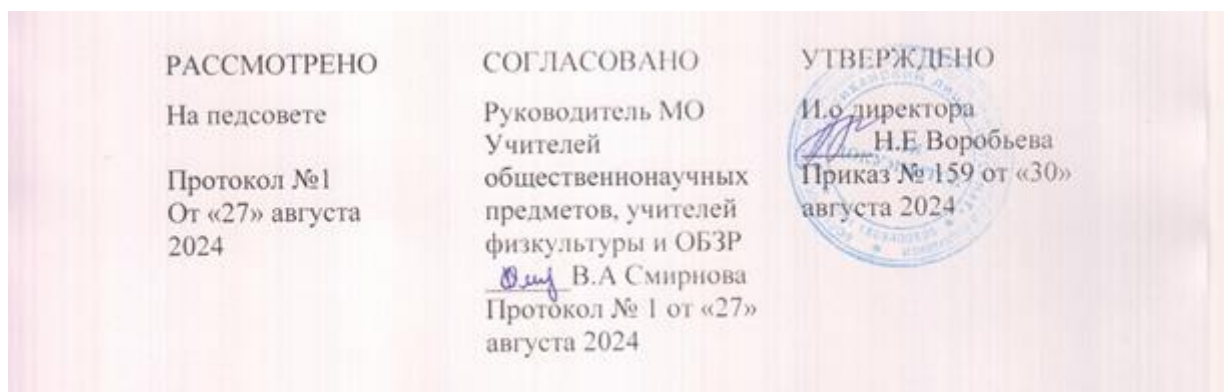 РАССМОТРЕНО
На педсовете
Протокол №1
От «27» августа
2024
СОГЛАСОВАНО
Руководитель МО
Учителей
общественнонаучных
предметов, учителей
физкультуры и ОБЗР
В.А Смирнова
Протокол № 1 от «27»
августа 2024
УТВЕРЖДЕНО
И.о директора
Н.Е Воробьева
Приказ № 159 от «30»
августа 2024